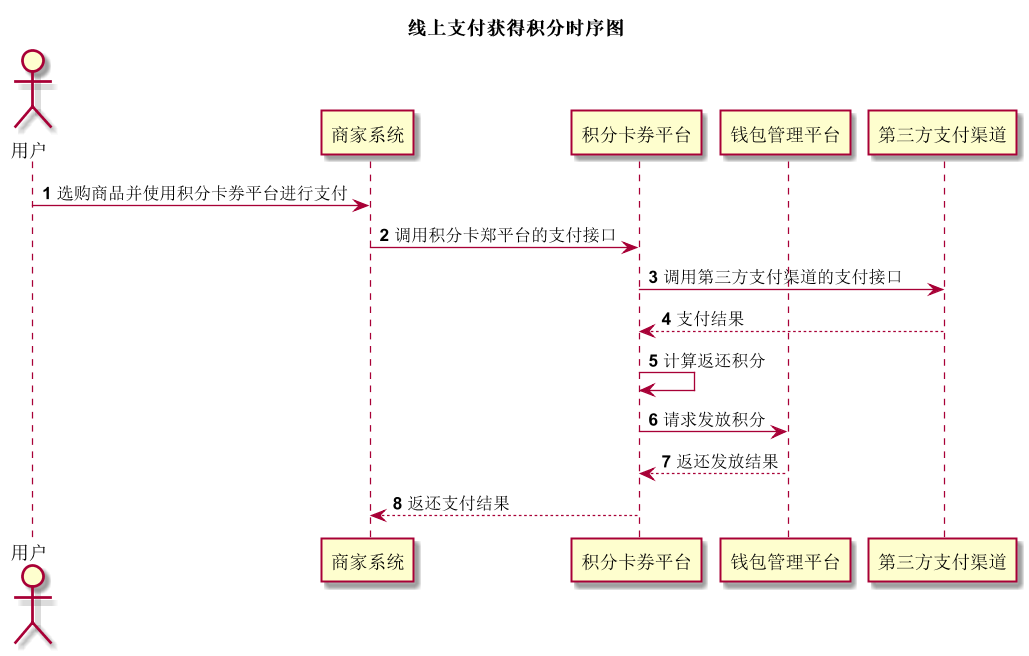 线上支付获得积分时序图
用户
商家系统
积分卡券平台
钱包管理平台
第三方支付渠道
1 选购商品并使用积分卡券平台进行支付
2 调用积分卡郑平台的支付接口
3 调用第三方支付渠道的支付接口
4 支付结果
5 计算返还积分
6 请求发放积分
7 返还发放结果
8 返还支付结果
用户
商家系统
积分卡券平台
钱包管理平台
第三方支付渠道